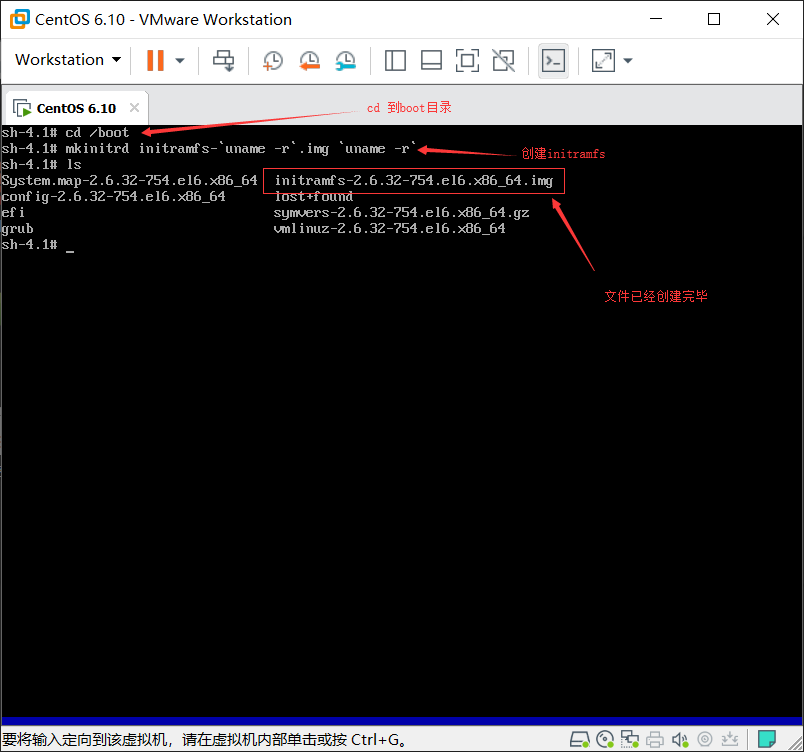 CentOS 6.10 - VMware Workstation
Workstation
CentOS 6.10
cd 到boot目录
sh-4.1# cd /boot
sh-4.1# mkinitrd initramfs-`uname -r`.img `uname -r`
创建initramfs
sh-4.1# ls
System.map-2.6.32-754.el6.x86_64 initramfs-2.6.32-754.el6.x86_64.img
config-2.6.32-754.el6.x86_64 lost+found
efi symvers-2.6.32-754.el6.x86_64.gz
grub vmlinuz-2.6.32-754.el6.x86_64
sh-4.1# _
文件已经创建完毕
要将输入定向到该虚拟机，请在虚拟机内部单击或按 Ctrl+G。